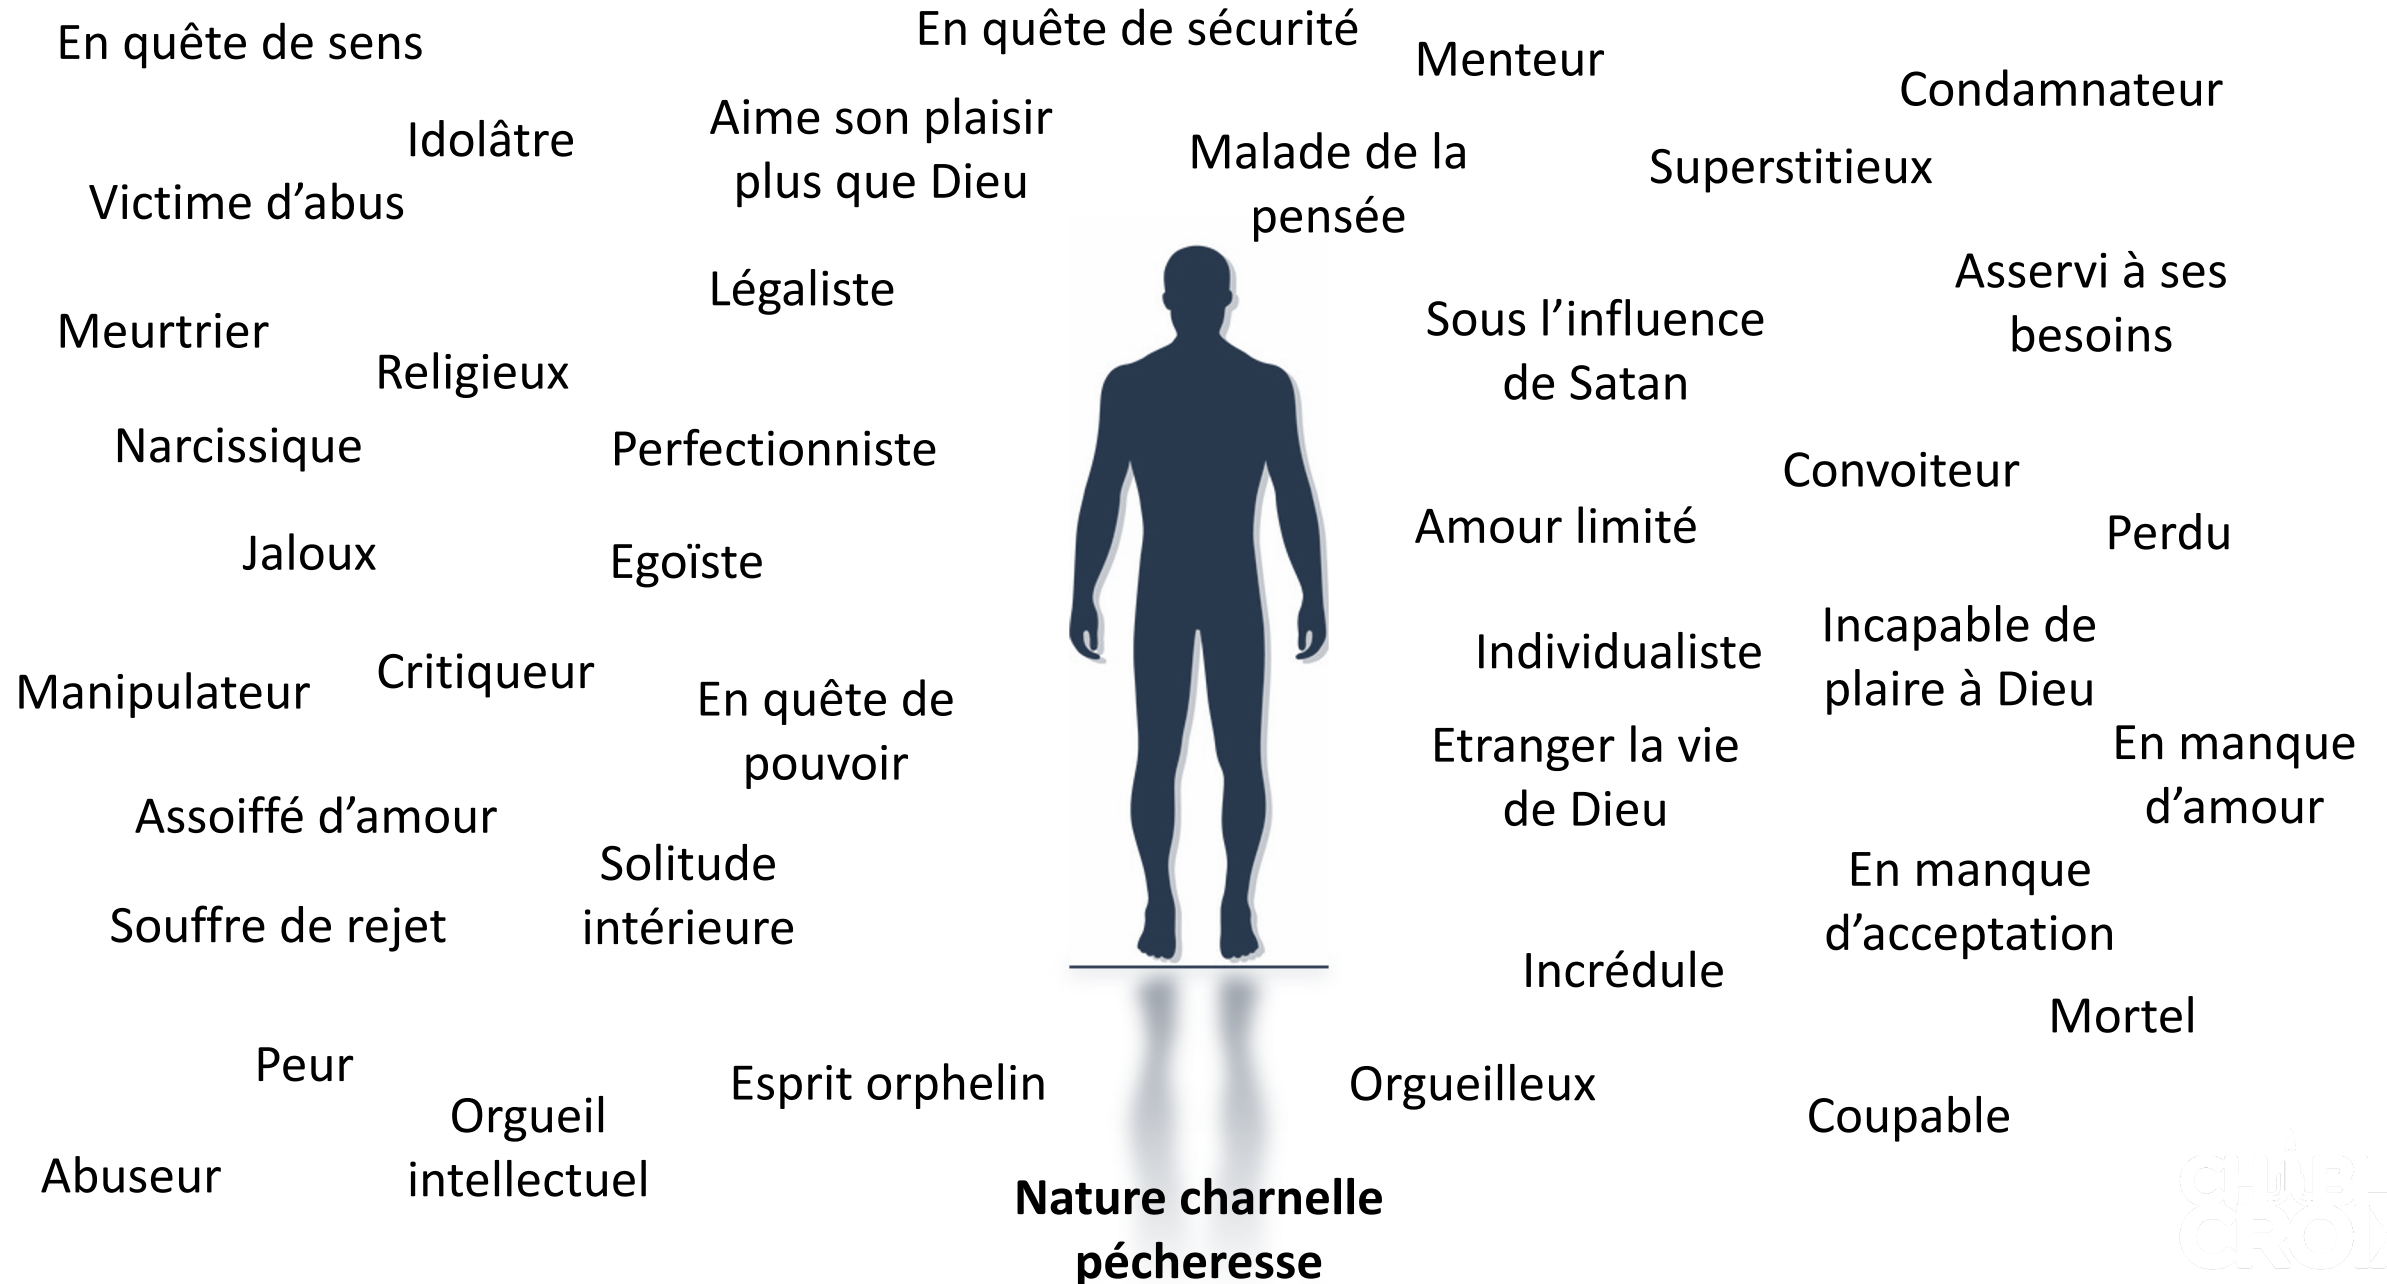 En quête de sens
En quête de sécurité
Menteur
Condamnateur
Idolâtre
Aime son plaisir
plus que Dieu
Malade de la
pensée
Superstitieux
Victime d’abus
Légaliste
Asservi à ses
besoins
Meurtrier
Religieux
Sous l’influence
de Satan
Narcissique
Perfectionniste
Convoiteur
Jaloux
Egoïste
Amour limité
Perdu
Manipulateur
Critiqueur
En quête de
pouvoir
Individualiste
Incapable de
plaire à Dieu
Etranger la vie
de Dieu
En manque
d’amour
Assoiffé d’amour
Solitude
intérieure
En manque
d’acceptation
Souffre de rejet
Incrédule
Mortel
Peur
Esprit orphelin
Orgueilleux
Orgueil
intellectuel
Coupable
Abuseur
Nature charnelle
pécheresse